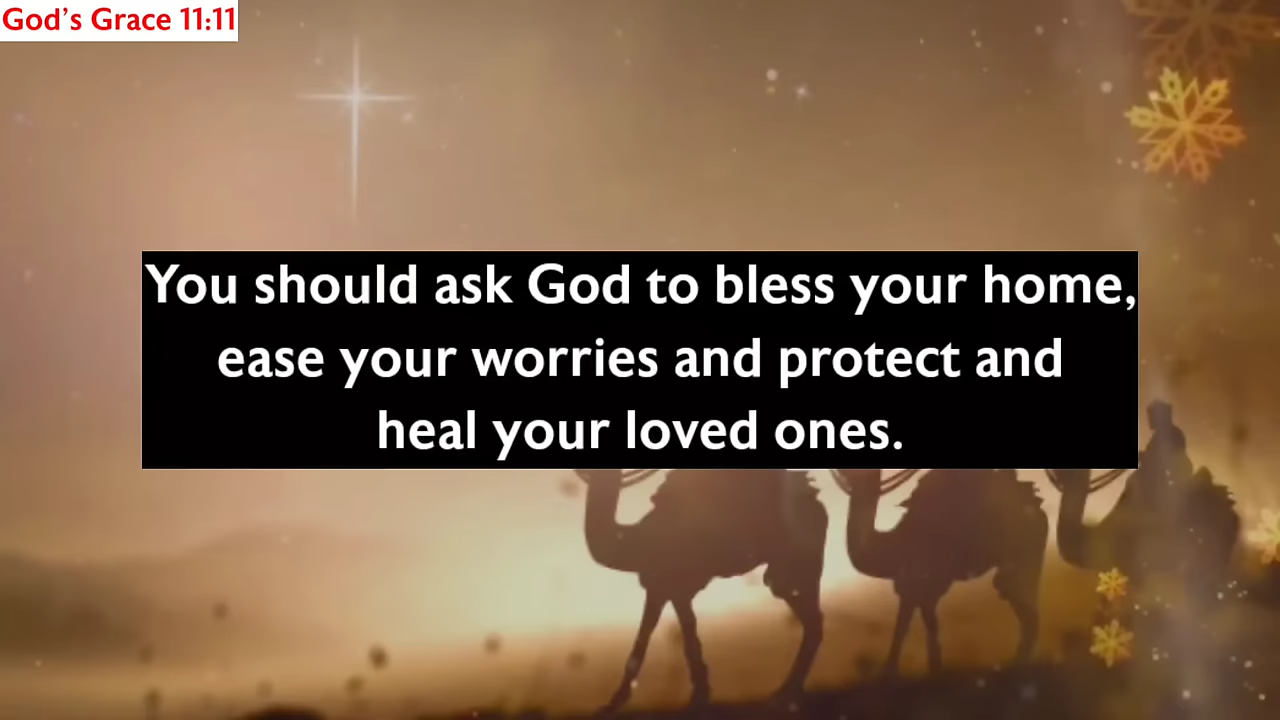 God's Grace 11:11
You should ask God to bless your home,
ease your worries and protect and
heal your loved ones.